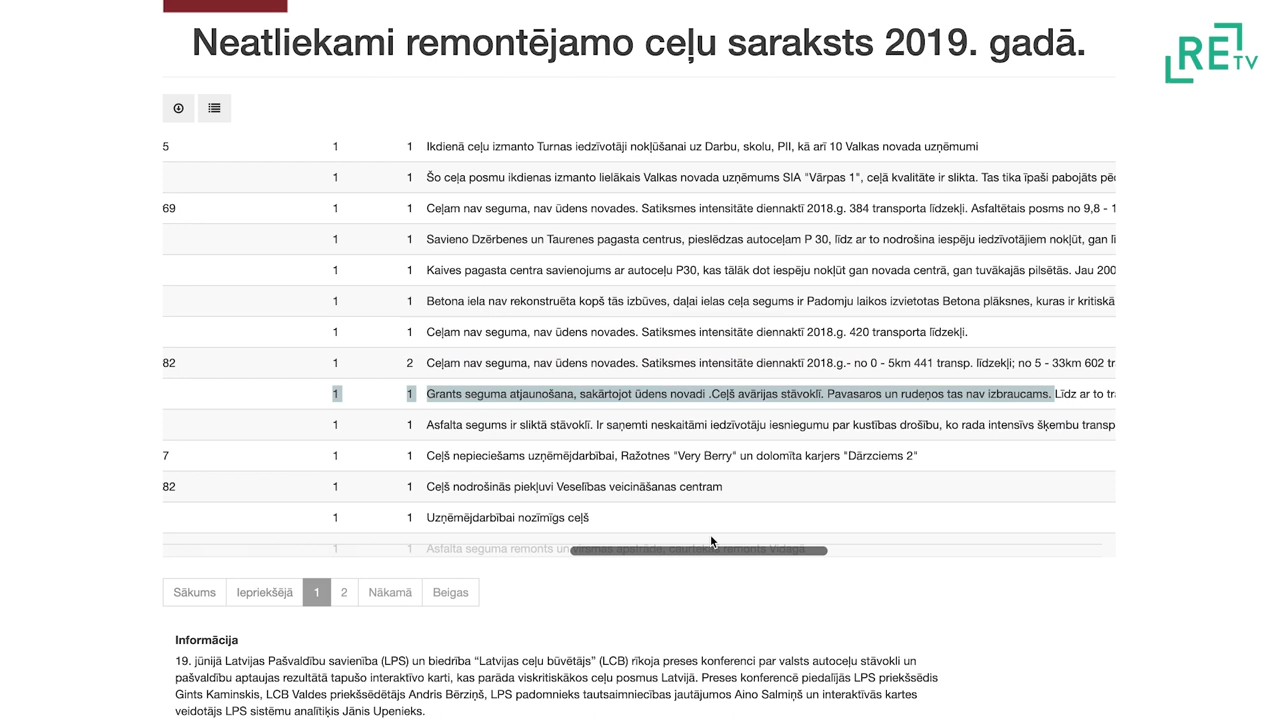 Neatliekami remontējamo ceļu saraksts 2019. gadā.
RE TV
5 1 1 Ikdienā ceļu izmanto Turnas iedzīvotāji nokļūšanai uz Darbu, skolu, PII, kā arī 10 Valkas novada uzņēmumi
1 1 Šo ceļa posmu ikdienas izmanto lielākais Valkas novada uzņēmums SIA "Vārpas 1", ceļā kvalitāte ir slikta. Tas tika īpaši pabojāts pēc
69 1 1 Ceļam nav seguma, nav ūdens novades. Satiksmes intensitāte diennaktī 2018.g. 384 transporta līdzekļi. Asfaltētais posms no 9,8 - 1
1 1 Savieno Dzērbenes un Taurenes pagasta centrus, pieslēdzas autoceļam P 30, līdz ar to nodrošina iespēju iedzīvotājiem nokļūt, gan lī
1 1 Kaives pagasta centra savienojums ar autoceļu P30, kas tālāk dot iespēju nokļūt gan novada centrā, gan tuvākajās pilsētās. Jau 200
1 1 Betona iela nav rekonstruēta kopš tās izbūves, daļai ielas ceļa segums ir Padomju laikos izvietotas Betona plāksnes, kuras ir kritiskā
1 1 Ceļam nav seguma, nav ūdens novades. Satiksmes intensitāte diennaktī 2018.g. 420 transporta līdzekļi.
82 1 2 Ceļam nav seguma, nav ūdens novades. Satiksmes intensitāte diennaktī 2018.g.- no 0 - 5km 441 transp. līdzekļi; no 5 - 33km 602 tr
1 1 Grants seguma atjaunošana, sakārtojot ūdens novadi .Ceļš avārijas stāvoklī. Pavasaros un rudeņos tas nav izbraucams. Līdz ar to tr
1 1 Asfalta segums ir sliktā stāvoklī. Ir saņemti neskaitāmi iedzīvotāju iesniegumu par kustības drošību, ko rada intensīvs šķembu transp
7 1 1 Ceļš nepieciešams uzņēmējdarbībai, Ražotnes "Very Berry" un dolomīta karjers "Dārzciems 2"
82 1 1 Ceļš nodrošinās piekļuvi Veselības veicināšanas centram
1 1 Uzņēmējdarbībai nozīmīgs ceļš
1 1 Asfalta seguma remonts un virsmas apstrāde, caurteku remonts Vidagā
Sākums Iepriekšējā 1 2 Nākamā Beigas
Informācija
19. jūnijā Latvijas Pašvaldību savienība (LPS) un biedrība “Latvijas ceļu būvētājs” (LCB) rīkoja preses konferenci par valsts autoceļu stāvokli un
pašvaldību aptaujas rezultātā tapušo interaktīvo karti, kas parāda viskritiskākos ceļu posmus Latvijā. Preses konferencē piedalījās LPS priekšsēdis
Gints Kaminskis, LCB Valdes priekšsēdētājs Andris Bērziņš, LPS padomnieks tautsaimniecības jautājumos Aino Salmiņš un interaktīvās kartes
veidotājs LPS sistēmu analītiķis Jānis Upenieks.